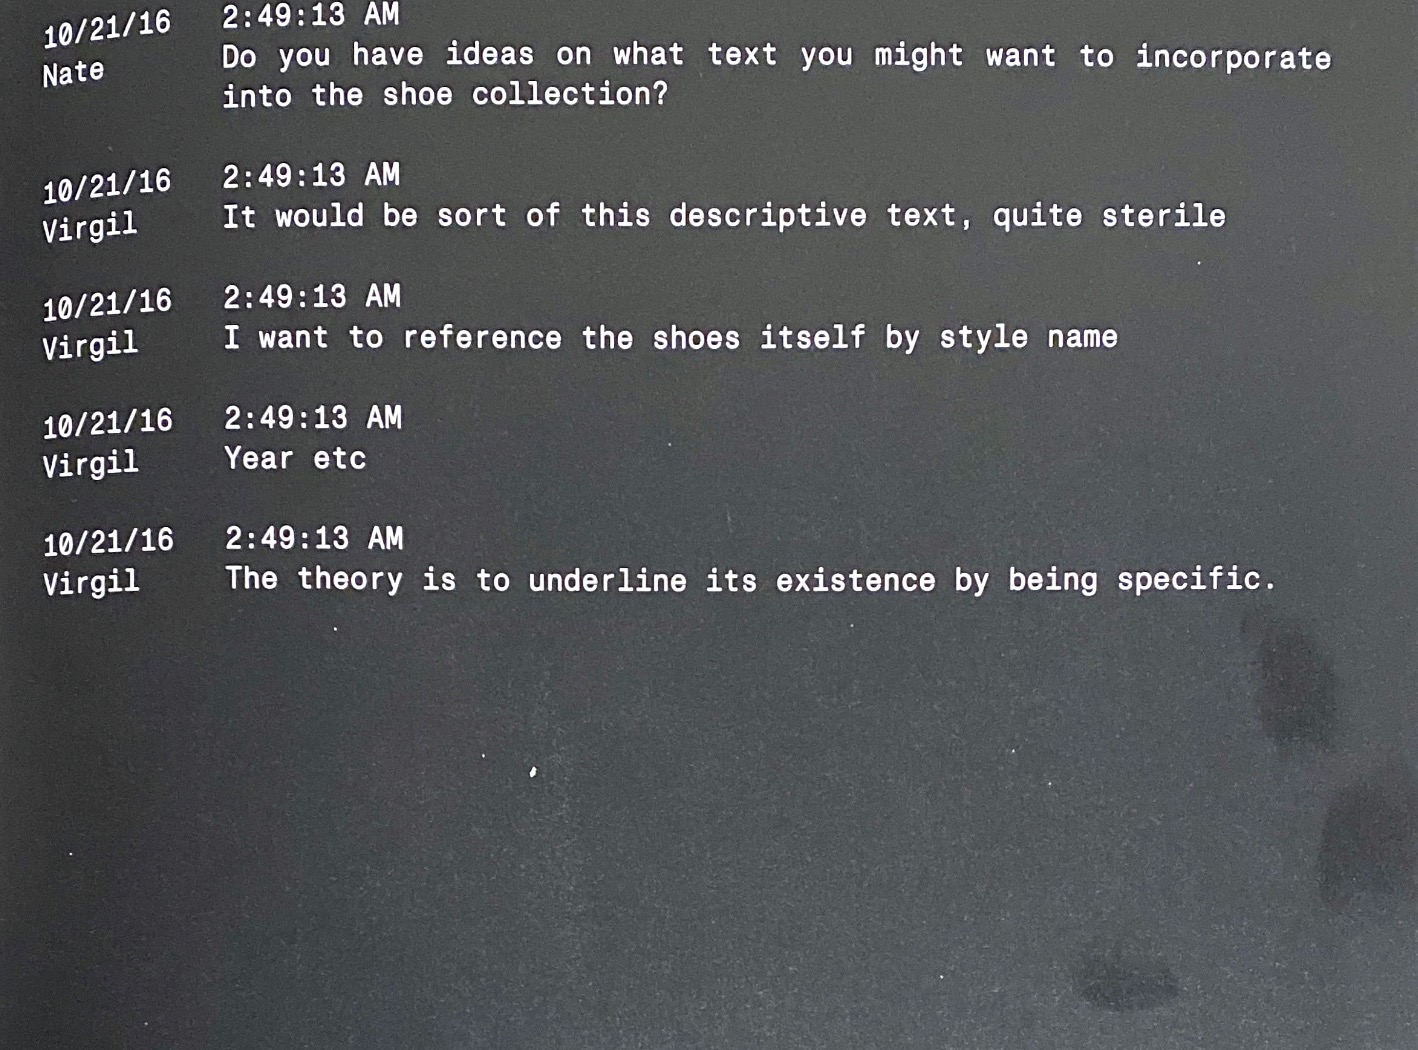 10/21/16 2:49:13 AM
Nate Do you have ideas on what text you might want to incorporate
into the shoe collection?
10/21/16 2:49:13 AM
Virgil It would be sort of this descriptive text, quite sterile
10/21/16 2:49:13 AM
Virgil I want to reference the shoes itself by style name
10/21/16 2:49:13 AM
Virgil Year etc
10/21/16 2:49:13 AM
Virgil The theory is to underline its existence by being specific.